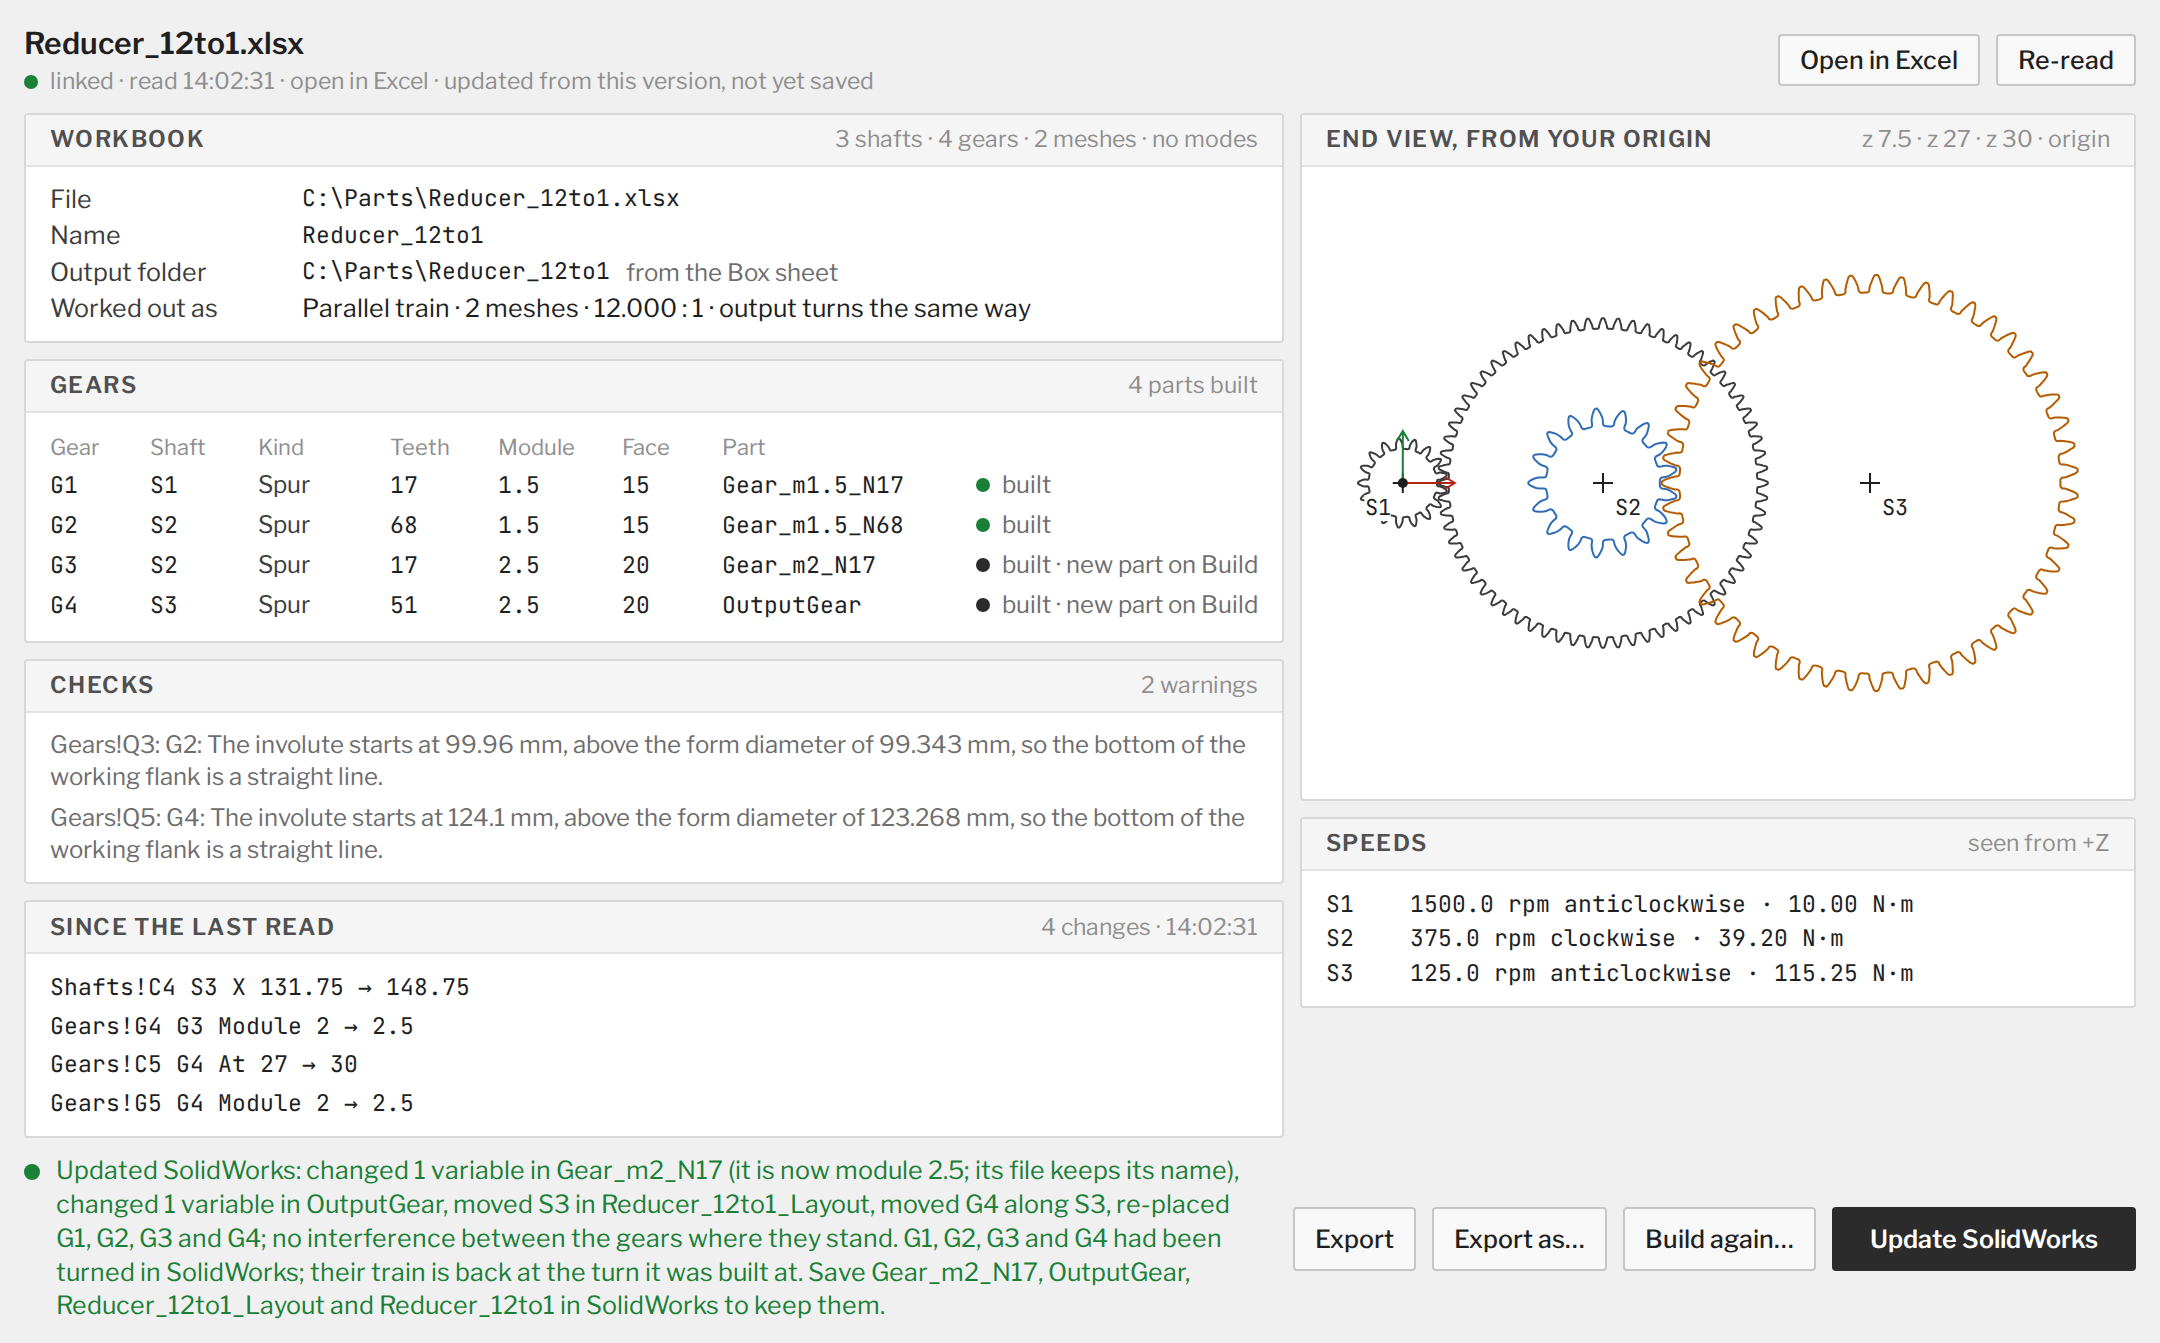 Reducer_12to1.xlsx
linked · read 14:02:31 · open in Excel · updated from this version, not yet saved
Open in Excel
Re-read
WORKBOOK
3 shafts · 4 gears · 2 meshes · no modes
File C:\Parts\Reducer_12to1.xlsx
Name Reducer_12to1
Output folder C:\Parts\Reducer_12to1 from the Box sheet
Worked out as Parallel train · 2 meshes · 12.000 : 1 · output turns the same way
GEARS
4 parts built
Gear Shaft Kind Teeth Module Face Part
G1 S1 Spur 17 1.5 15 Gear_m1.5_N17 built
G2 S2 Spur 68 1.5 15 Gear_m1.5_N68 built
G3 S2 Spur 17 2.5 20 Gear_m2_N17 built · new part on Build
G4 S3 Spur 51 2.5 20 OutputGear built · new part on Build
CHECKS
2 warnings
Gears!Q3: G2: The involute starts at 99.96 mm, above the form diameter of 99.343 mm, so the bottom of the
working flank is a straight line.
Gears!Q5: G4: The involute starts at 124.1 mm, above the form diameter of 123.268 mm, so the bottom of the
working flank is a straight line.
SINCE THE LAST READ
4 changes · 14:02:31
Shafts!C4 S3 X 131.75 → 148.75
Gears!G4 G3 Module 2 → 2.5
Gears!C5 G4 At 27 → 30
Gears!G5 G4 Module 2 → 2.5
END VIEW, FROM YOUR ORIGIN
z 7.5 · z 27 · z 30 · origin
S1
S2
S3
SPEEDS
seen from +Z
S1 1500.0 rpm anticlockwise · 10.00 N·m
S2 375.0 rpm clockwise · 39.20 N·m
S3 125.0 rpm anticlockwise · 115.25 N·m
Updated SolidWorks: changed 1 variable in Gear_m2_N17 (it is now module 2.5; its file keeps its name),
changed 1 variable in OutputGear, moved S3 in Reducer_12to1_Layout, moved G4 along S3, re-placed
G1, G2, G3 and G4; no interference between the gears where they stand. G1, G2, G3 and G4 had been
turned in SolidWorks; their train is back at the turn it was built at. Save Gear_m2_N17, OutputGear,
Reducer_12to1_Layout and Reducer_12to1 in SolidWorks to keep them.
Export
Export as...
Build again...
Update SolidWorks